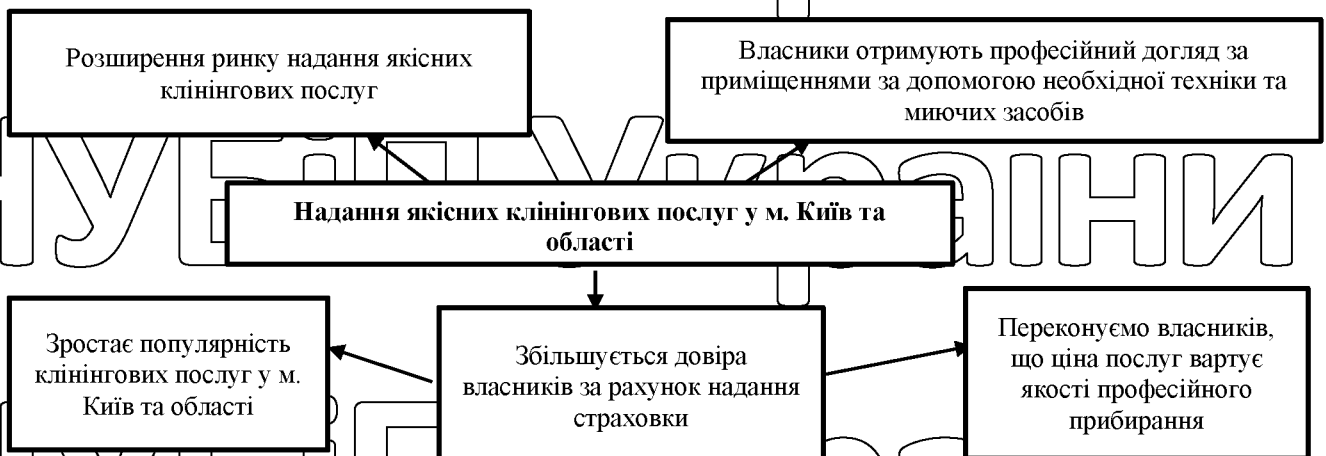 Розширення ринку надання якісних
клінінгових послуг
Власники отримують професійний догляд за
приміщеннями за допомогою необхідної техніки та
миючих засобів
Надання якісних клінінгових послуг у м. Київ та
області
Зростає популярність
клінінгових послуг у м.
Київ та області
Збільшується довіра
власників за рахунок надання
страховки
Переконуємо власників,
що ціна послуг вартує
якості професійного
прибирання